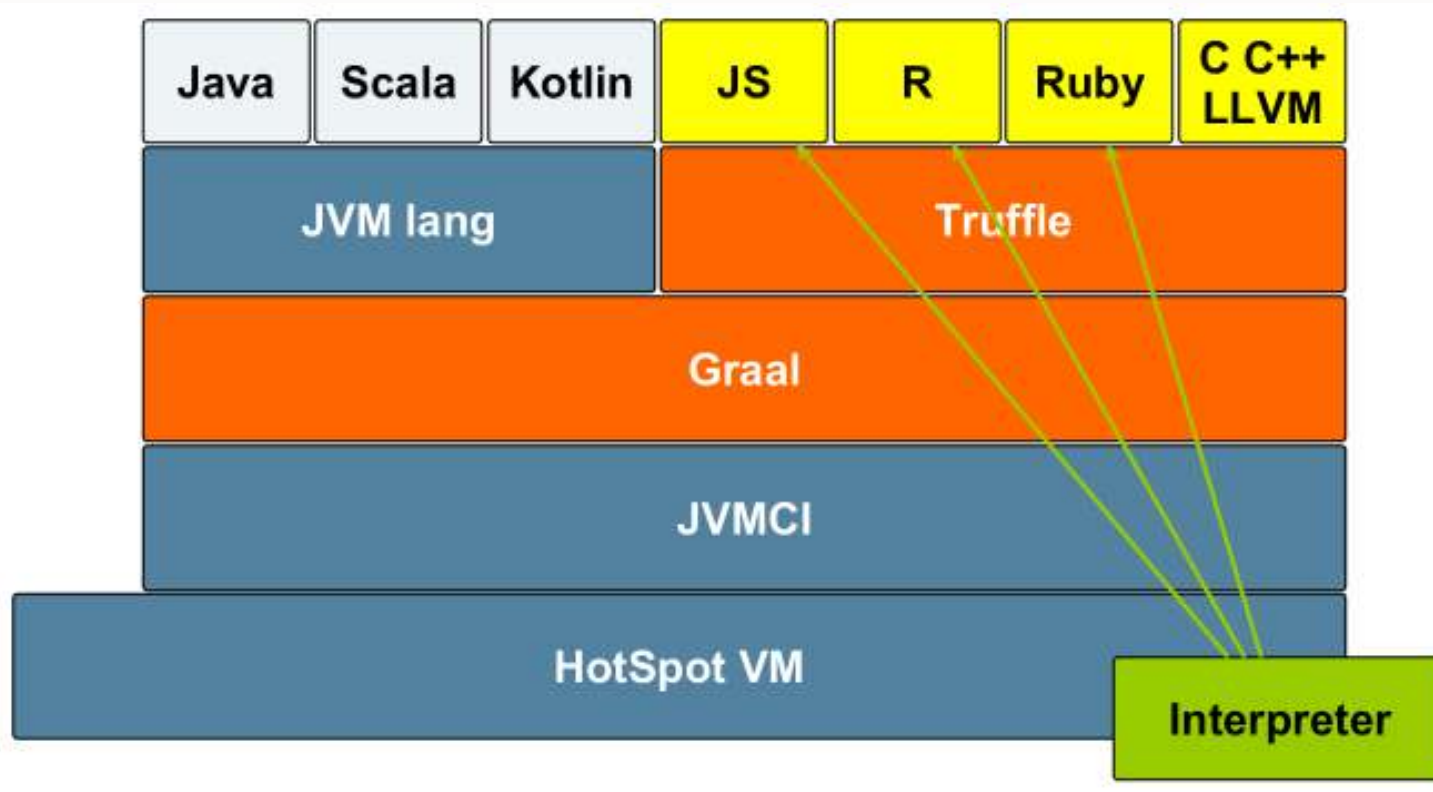 Java
Scala
Kotlin
JS
R
Ruby
C C++
LLVM
JVM lang
Truffle
Graal
JVMCI
HotSpot VM
Interpreter